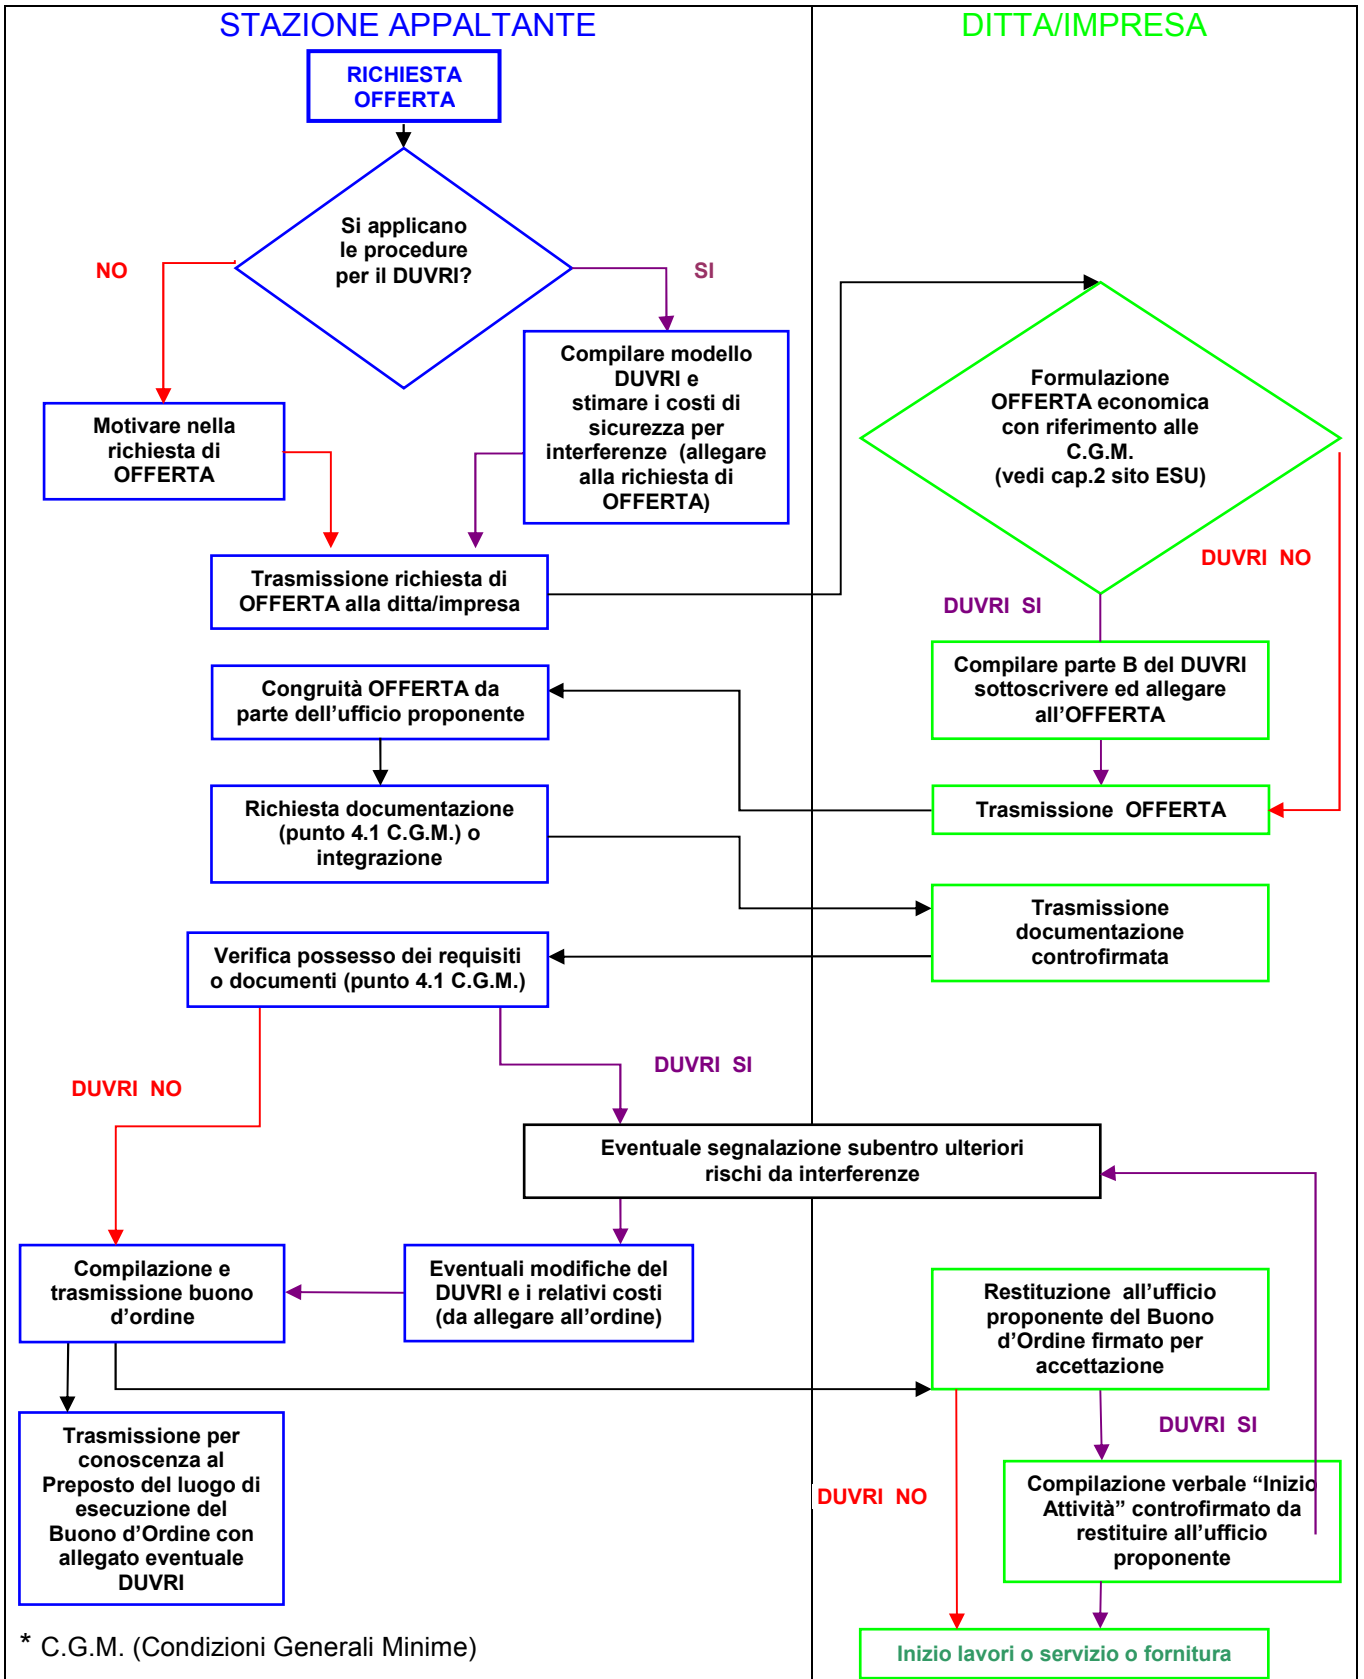 STAZIONE APPALTANTE
DITTA/IMPRESA
RICHIESTA
OFFERTA
Si applicano
le procedure
per il DUVRI?
NO
SI
Motivare nella
richiesta di
OFFERTA
Compilare modello
DUVRI e
stimare i costi di
sicurezza per
interferenze (allegare
alla richiesta di
OFFERTA)
Formulazione
OFFERTA economica
con riferimento alle
C.G.M.
(vedi cap.2 sito ESU)
Trasmissione richiesta di
OFFERTA alla ditta/impresa
DUVRI NO
DUVRI SI
Compilare parte B del DUVRI
sottoscrivere ed allegare
all'OFFERTA
Congruità OFFERTA da
parte dell'ufficio proponente
Trasmissione OFFERTA
Richiesta documentazione
(punto 4.1 C.G.M.) o
integrazione
Trasmissione
documentazione
controfirmata
Verifica possesso dei requisiti
o documenti (punto 4.1 C.G.M.)
DUVRI NO
DUVRI SI
Eventuale segnalazione subentro ulteriori
rischi da interferenze
Compilazione e
trasmissione buono
d'ordine
Eventuali modifiche del
DUVRI e i relativi costi
(da allegare all'ordine)
Restituzione all'ufficio
proponente del Buono
d'Ordine firmato per
accettazione
Trasmissione per
conoscenza al
Preposto del luogo di
esecuzione del
Buono d'Ordine con
allegato eventuale
DUVRI
DUVRI SI
DUVRI NO
Compilazione verbale “Inizio
Attività” controfirmato da
restituire all'ufficio
proponente
* C.G.M. (Condizioni Generali Minime)
Inizio lavori o servizio o fornitura